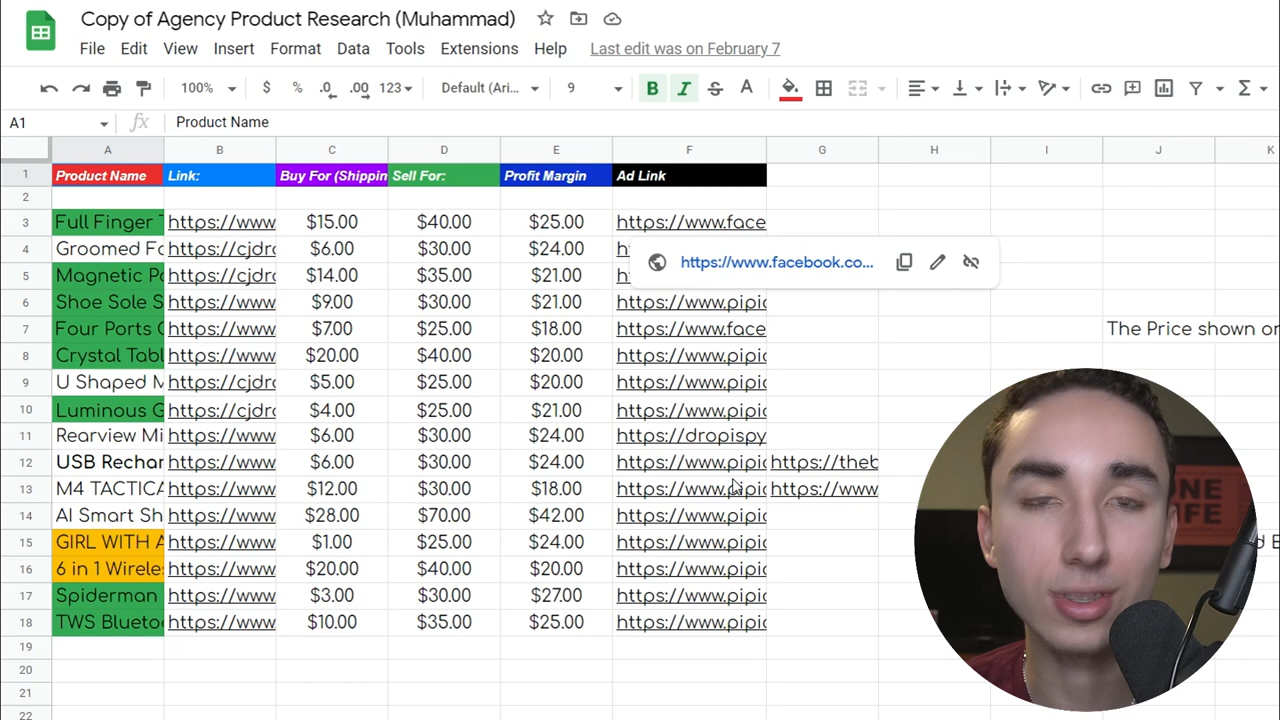 Copy of Agency Product Research (Muhammad)
File Edit View Insert Format Data Tools Extensions Help Last edit was on February 7
100% $ % .0 .00 123 Default (Ari... 9 B I S A
A1 fx Product Name
A B C D E F G H I J K
1 Product Name Link: Buy For (Shippin Sell For: Profit Margin Ad Link
2
3 Full Finger https://www $15.00 $40.00 $25.00 https://www.face
4 Groomed Fo https://cjdro $6.00 $30.00 $24.00
https://www.facebook.co...
5 Magnetic Po https://cjdro $14.00 $35.00 $21.00
6 Shoe Sole S https://www $9.00 $30.00 $21.00 https://www.pipic
7 Four Ports https://www $7.00 $25.00 $18.00 https://www.face The Price shown on
8 Crystal Tabl https://www $20.00 $40.00 $20.00 https://www.pipic
9 U Shaped M https://cjdro $5.00 $25.00 $20.00 https://www.pipic
10 Luminous G https://cjdro $4.00 $25.00 $21.00 https://www.pipic
11 Rearview Mi https://www $6.00 $30.00 $24.00 https://dropispy
12 USB Rechar https://www $6.00 $30.00 $24.00 https://www.pipic https://theb
13 M4 TACTICA https://www $12.00 $30.00 $18.00 https://www.pipic https://www
14 AI Smart Sh https://www $28.00 $70.00 $42.00 https://www.pipic
15 GIRL WITH A https://www $1.00 $25.00 $24.00 https://www.pipic
16 6 in 1 Wirele https://www $20.00 $40.00 $20.00 https://www.pipic
17 Spiderman https://www $3.00 $30.00 $27.00 https://www.pipic
18 TWS Blueto https://www $10.00 $35.00 $25.00 https://www.pipic
19
20
21
22
LIFE